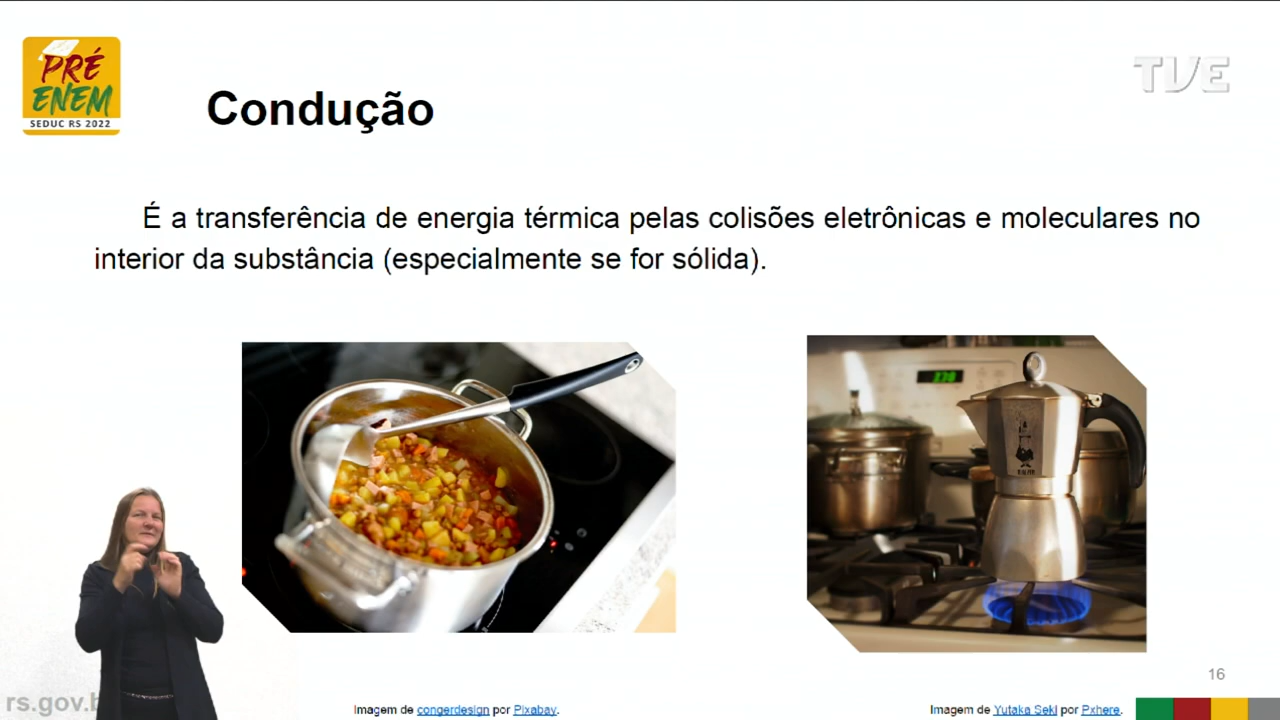 PRÉ
ENEM
SEDUC RS 2022
TVE
Condução
É a transferência de energia térmica pelas colisões eletrônicas e moleculares no
interior da substância (especialmente se for sólida).
rs.gov.b
Imagem de congerdesign por Pixabay.
Imagem de Yutaka Seki por Pxhere.
16